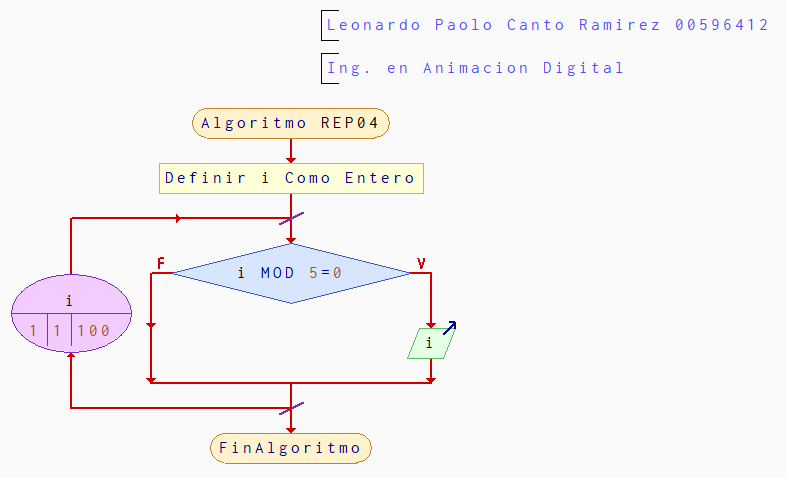 Leonardo Paolo Canto Ramirez 00596412
Ing. en Animacion Digital
Algoritmo REP04
Definir i Como Entero
F
V
i MOD 5=0
i
1 1 100
i
FinAlgoritmo